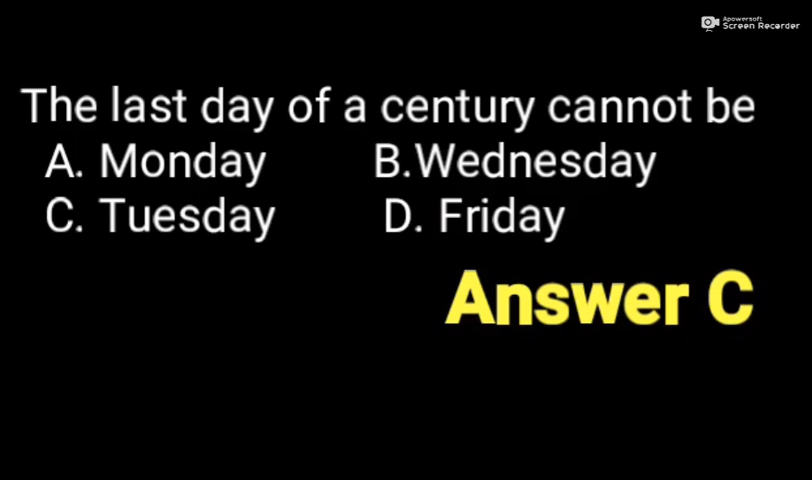 Apowersoft
Screen Recorder
The last day of a century cannot be
A. Monday B.Wednesday
C. Tuesday D. Friday
Answer C